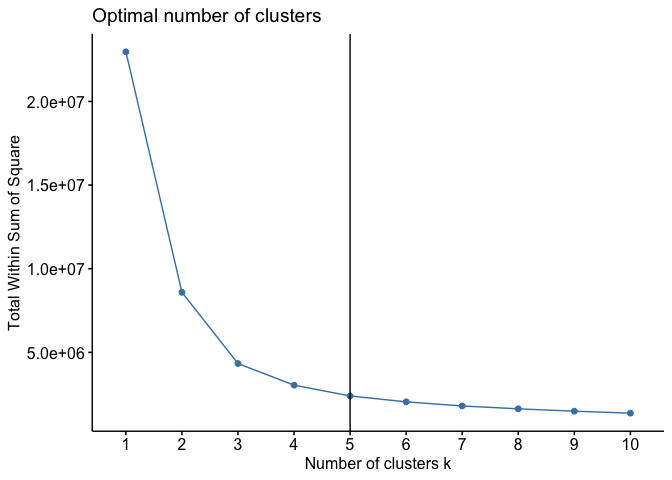 Optimal number of clusters
Total Within Sum of Square
2.0e+07
1.5e+07
1.0e+07
5.0e+06
1 2 3 4 5 6 7 8 9 10
Number of clusters k